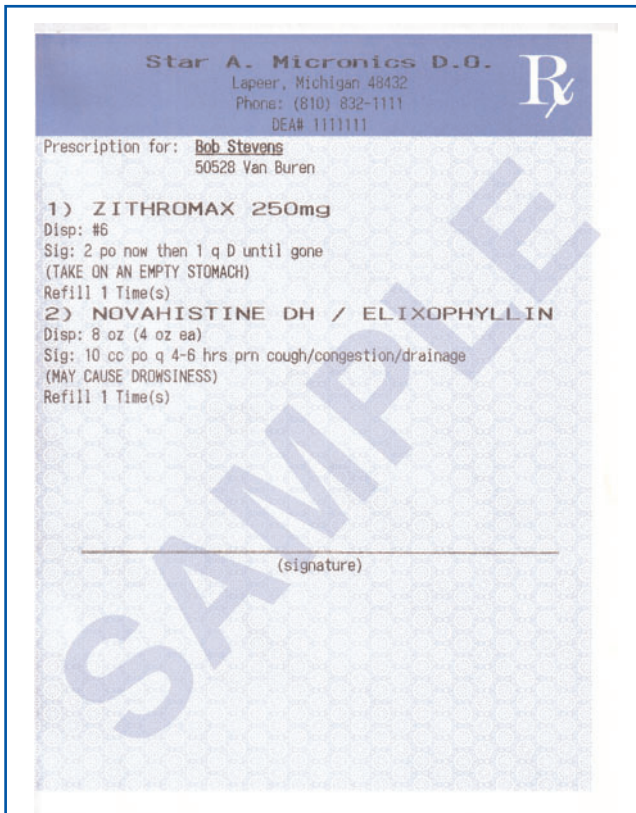 Star A. Micronics D.O.
Lapeer, Michigan 48432
Phone: (810) 832-1111
DEA# 1111111
Rx
Prescription for: Bob Stevens
50528 Van Buren
1) ZITHROMAX 250mg
Disp: #6
Sig: 2 po now then 1 q D until gone
(TAKE ON AN EMPTY STOMACH)
Refill 1 Time(s)
2) NOVAHISTINE DH / ELIXOPHYLLIN
Disp: 8 oz (4 oz ea)
Sig: 10 cc po q 4-6 hrs prn cough/congestion/drainage
(MAY CAUSE DROWSINESS)
Refill 1 Time(s)
(signature)
SAMPLE